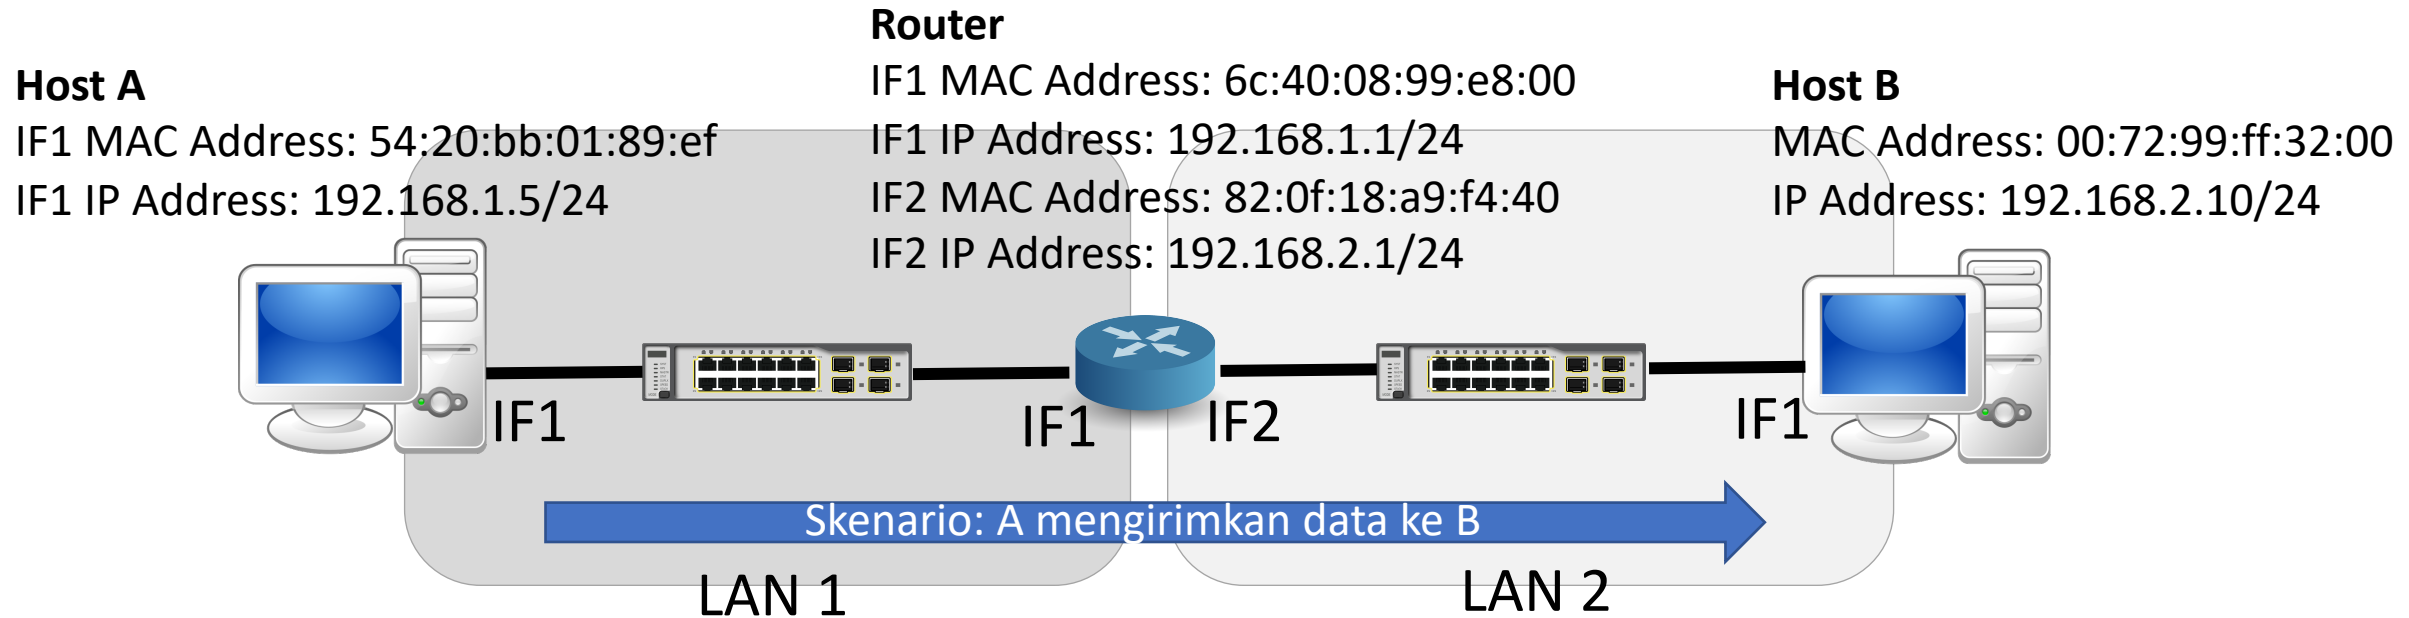 Router
IF1 MAC Address: 6c:40:08:99:e8:00
IF1 IP Address: 192.168.1.1/24
IF2 MAC Address: 82:0f:18:a9:f4:40
IF2 IP Address: 192.168.2.1/24
Host A
IF1 MAC Address: 54:20:bb:01:89:ef
IF1 IP Address: 192.168.1.5/24
Host B
MAC Address: 00:72:99:ff:32:00
IP Address: 192.168.2.10/24
IF1
IF1
IF2
IF1
Skenario: A mengirimkan data ke B
LAN 1
LAN 2